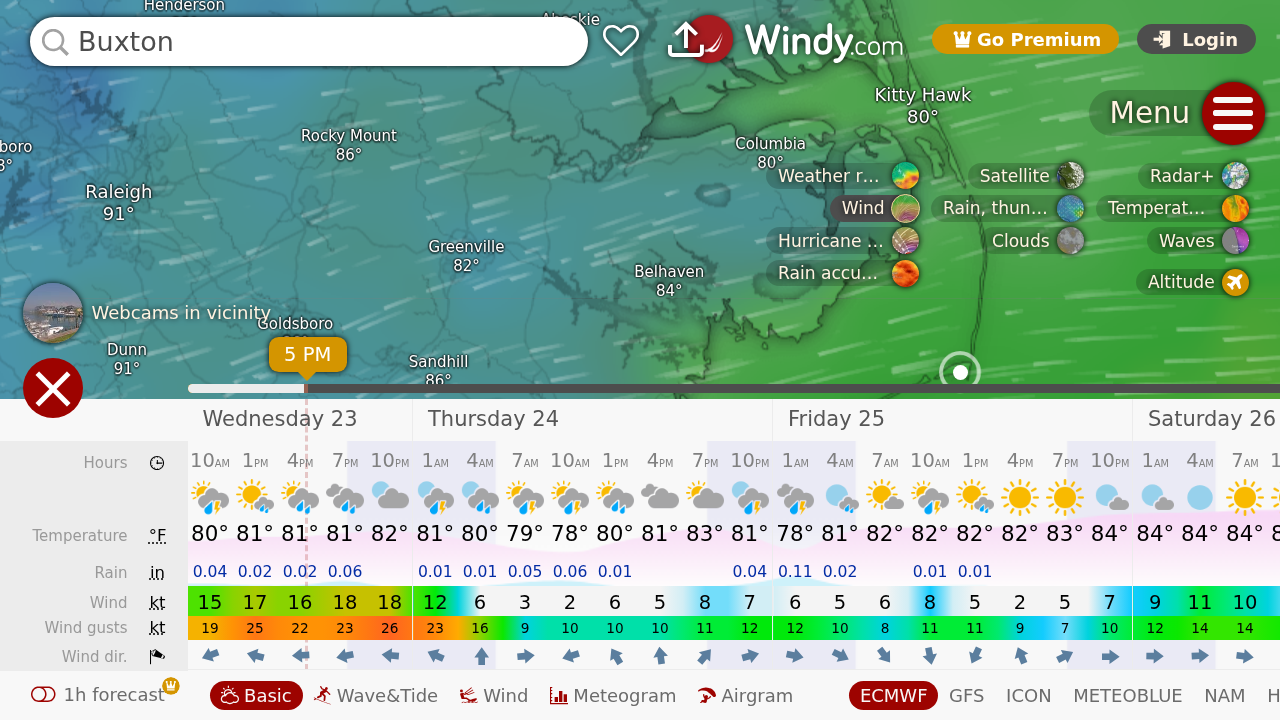 Henderson
Ahoskie
Buxton
Windy.com
Go Premium
Login
Menu
Kitty Hawk
80°
Rocky Mount
86°
Columbia
80°
boro
Raleigh
91°
Weather r...
Satellite
Radar+
Wind
Rain, thun...
Temperat...
Hurricane ...
Clouds
Waves
Rain accu...
Altitude
Greenville
82°
Belhaven
84°
Webcams in vicinity
Goldsboro
Dunn
91°
Sandhill
86°
5 PM
Wednesday 23 Thursday 24 Friday 25 Saturday 26
Hours 10AM 1PM 4PM 7PM 10PM 1AM 4AM 7AM 10AM 1PM 4PM 7PM 10PM 1AM 4AM 7AM 10AM 1PM 4PM 7PM 10PM 1AM 4AM 7AM 1
Temperature °F 80° 81° 81° 81° 82° 81° 80° 79° 78° 80° 81° 83° 81° 78° 81° 82° 82° 82° 82° 83° 84° 84° 84° 84° 8
Rain in 0.04 0.02 0.02 0.06 0.01 0.01 0.05 0.06 0.01 0.04 0.11 0.02 0.01 0.01
Wind kt 15 17 16 18 18 12 6 3 2 6 5 8 7 6 5 6 8 5 2 5 7 9 11 10
Wind gusts kt 19 25 22 23 26 23 16 9 10 10 10 11 12 12 10 8 11 11 9 7 10 12 14 14
Wind dir.
1h forecast Basic Wave&Tide Wind Meteogram Airgram ECMWF GFS ICON METEOBLUE NAM H